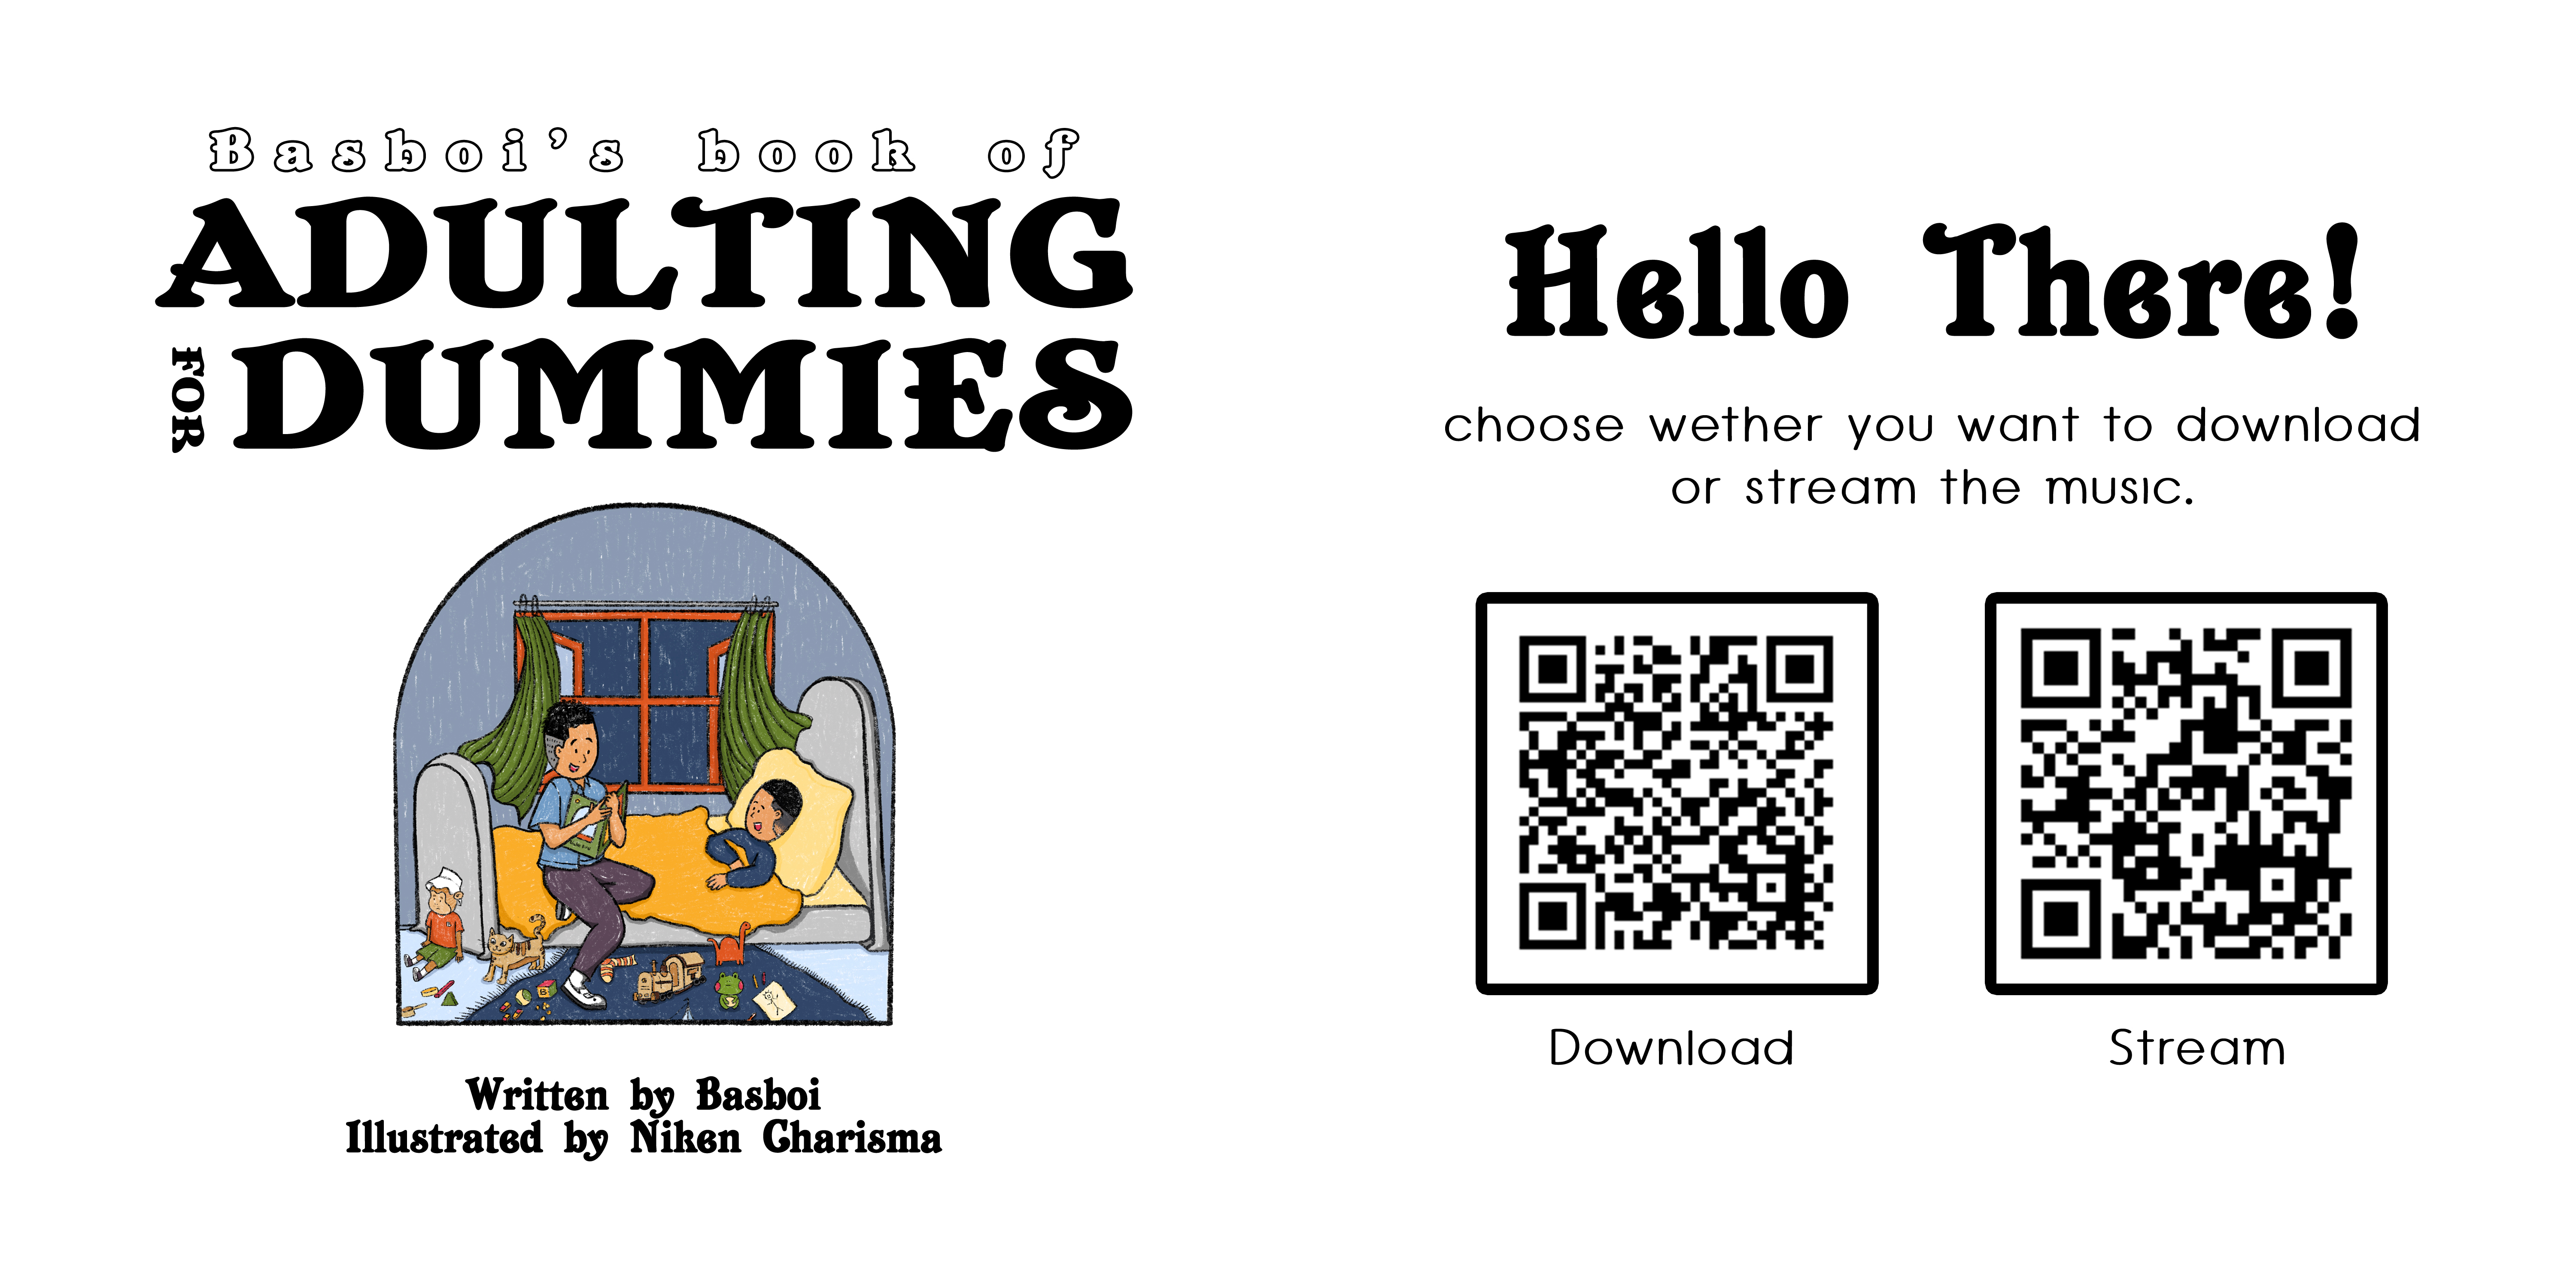 Basboi's book of
ADULTING
FOR DUMMIES
Written by Basboi
Illustrated by Niken Charisma
Hello There!
choose wether you want to download
or stream the music.
Download
Stream